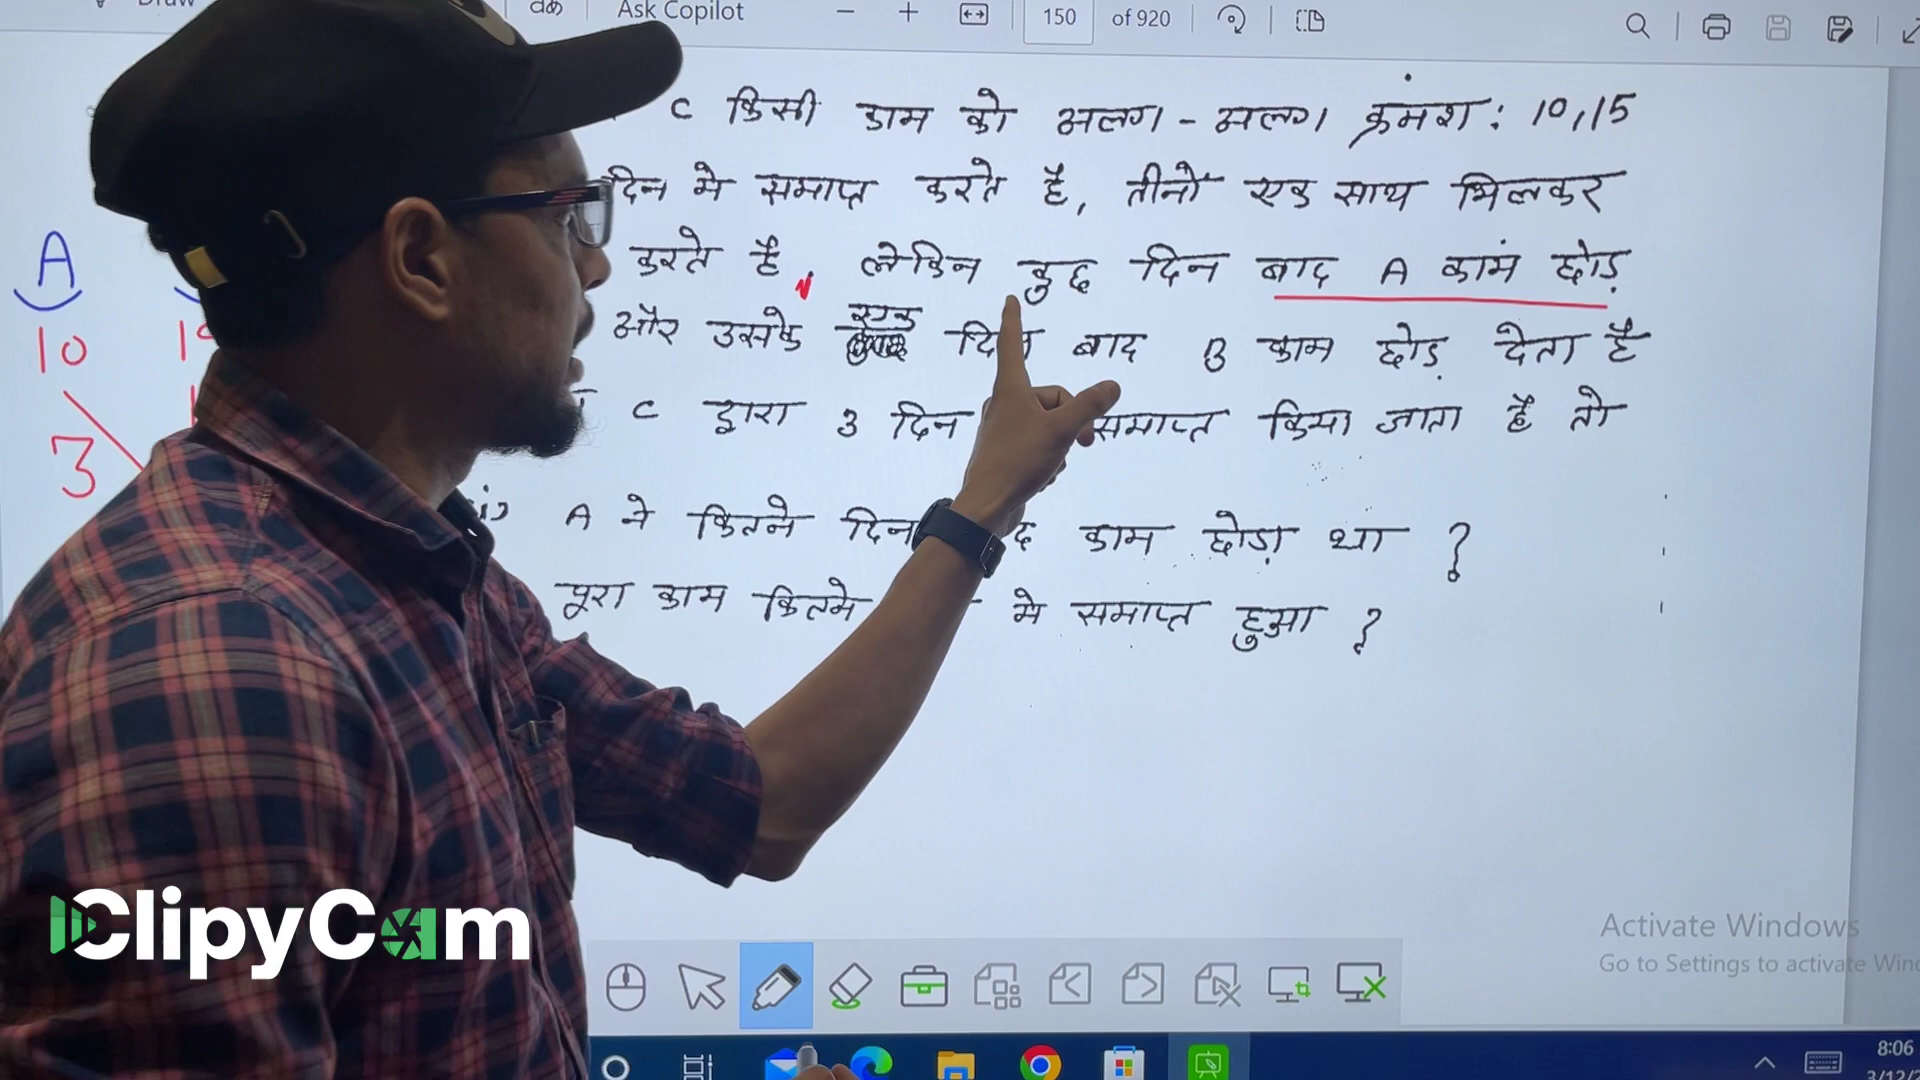 Draw
Ask Copilot
150 of 920
C किसी काम को अलग - अलग क्रमश: 10,15
दिन मे समाप्त करते है, तीनों एक साथ मिलकर
करते है, लेकिन कुछ दिन बाद A काम छोड़
और उसके एक दिन बाद B काम छोड़ देता है
C द्वारा 3 दिन समाप्त किया जाता है तो
A ने कितने दिन काम छोड़ा था ?
पूरा काम कितने मे समाप्त हुआ ?
A
10
3
ClipyCam
Activate Windows
Go to Settings to activate
8:06